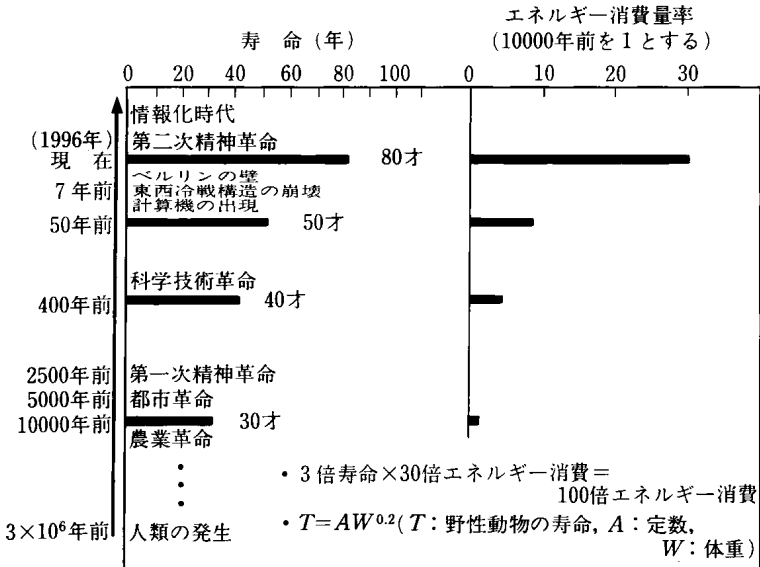 エネルギー消費量率
寿 命（年）
（10000年前を１とする）
0 20 40 60 80 100
0 10 20 30
情報化時代
（1996年）
現 在
第二次精神革命
80才
7年前
ベルリンの壁
東西冷戦構造の崩壊
計算機の出現
50年前
50才
科学技術革命
400年前
40才
2500年前 第一次精神革命
5000年前 都市革命
10000年前
30才
農業革命
・3倍寿命×30倍エネルギー消費＝
100倍エネルギー消費
3×10⁶年前 人類の発生
・T=AW⁰·²(T：野性動物の寿命, A：定数,
W：体重)